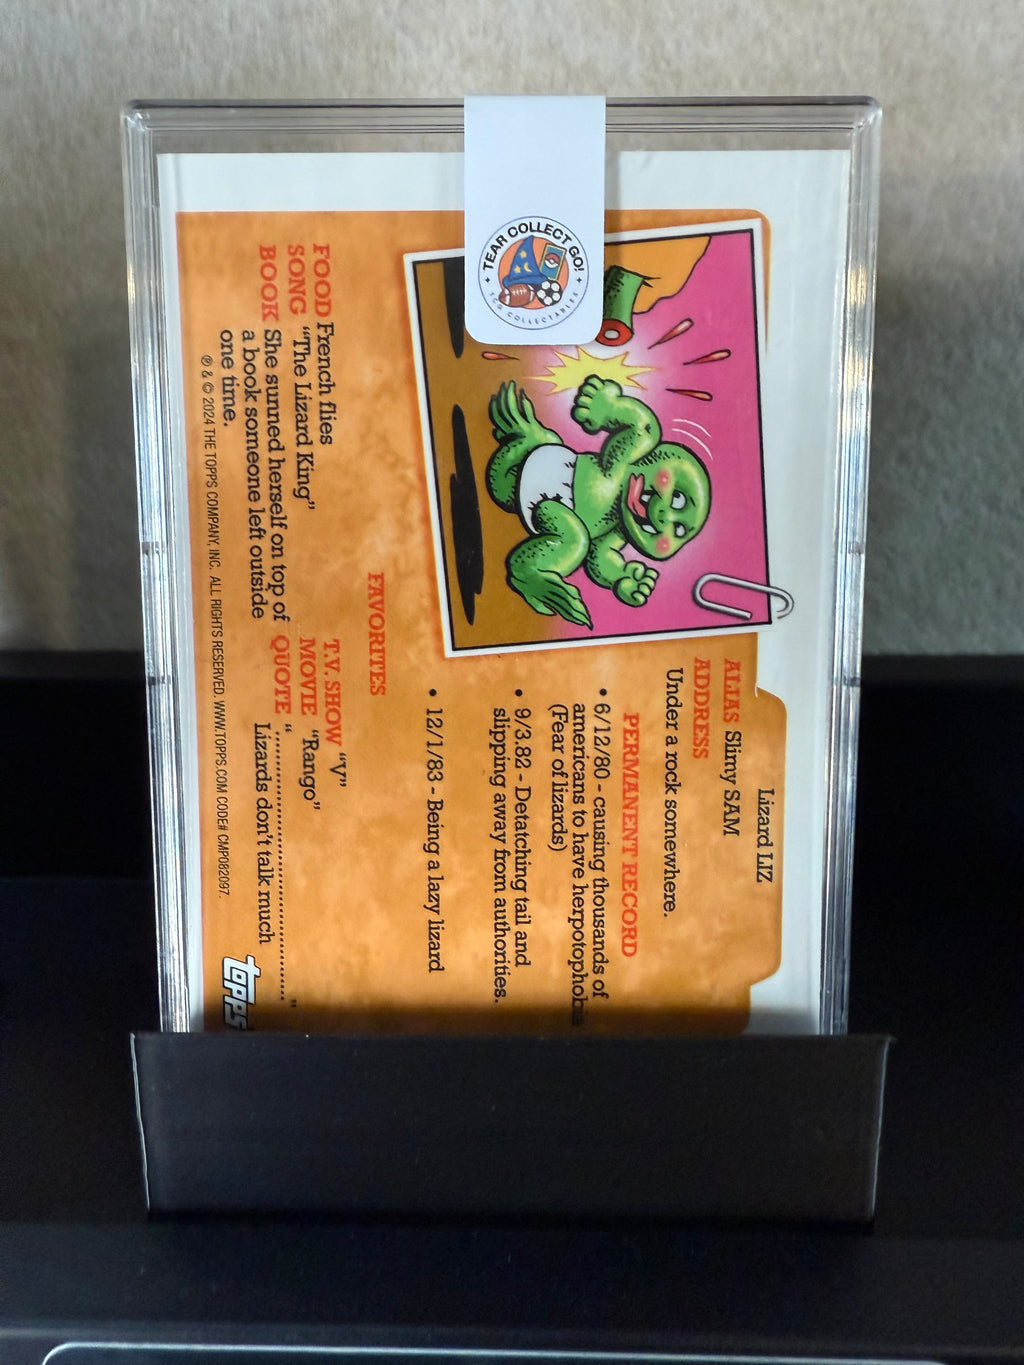 TEAR COLLECT GO!
TCG COLLECTABLES
Lizard LIZ
ALIAS Slimy SAM
ADDRESS
Under a rock somewhere.
PERMANENT RECORD
• 6/12/80 - causing thousands of
americans to have herpotophobia
(Fear of lizards)
• 9/3.82 - Detatching tail and
slipping away from authorities.
• 12/1/83 - Being a lazy lizard
FAVORITES
FOOD French flies
SONG "The Lizard King"
BOOK She sunned herself on top of
a book someone left outside
one time.
T.V. SHOW "V"
MOVIE "Rango"
QUOTE "............................................"
Lizards don't talk much
℗ & © 2024 THE TOPPS COMPANY, INC. ALL RIGHTS RESERVED. WWW.TOPPS.COM CODE# CMP082097.
topps